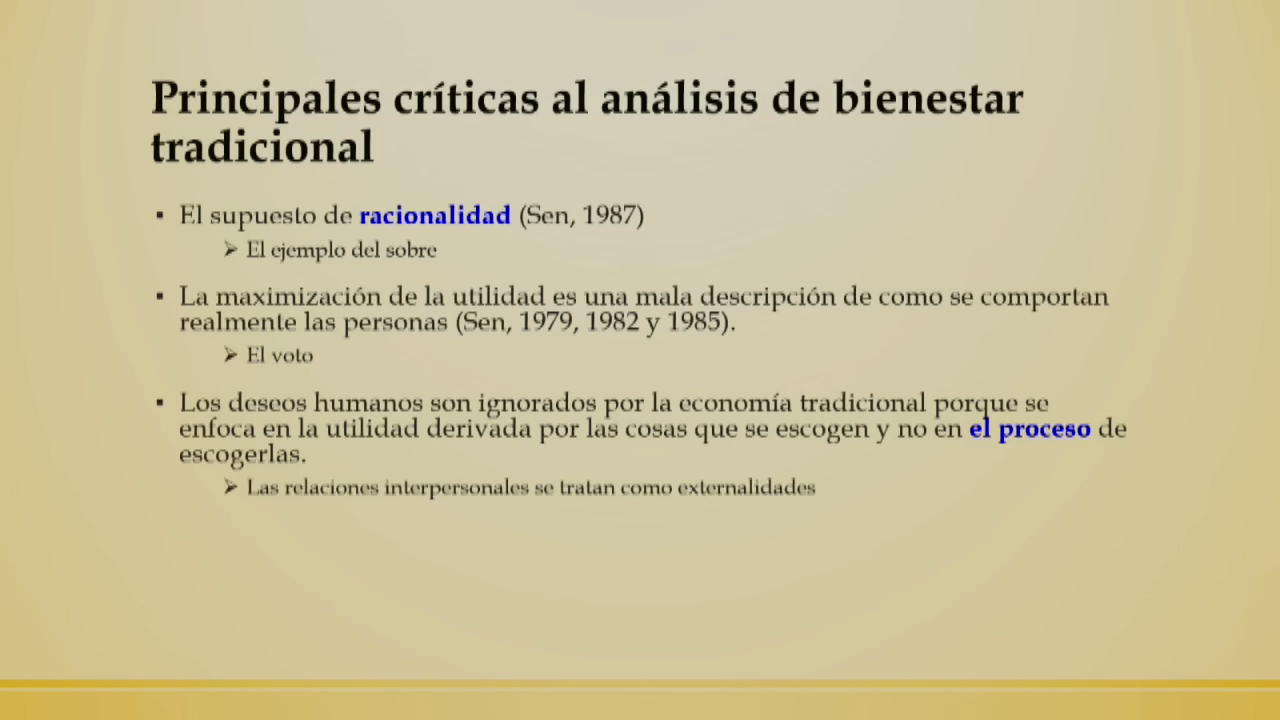 Principales críticas al análisis de bienestar
tradicional
▪ El supuesto de racionalidad (Sen, 1987)
➢ El ejemplo del sobre
▪ La maximización de la utilidad es una mala descripción de como se comportan
realmente las personas (Sen, 1979, 1982 y 1985).
➢ El voto
▪ Los deseos humanos son ignorados por la economía tradicional porque se
enfoca en la utilidad derivada por las cosas que se escogen y no en el proceso de
escogerlas.
➢ Las relaciones interpersonales se tratan como externalidades